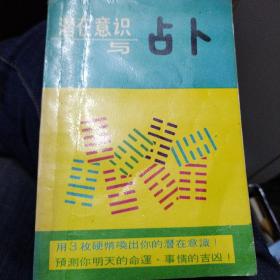 潜在意识
与 占卜
用3枚硬幣喚出你的潛在意識！
預測你明天的命運、事情的吉凶！